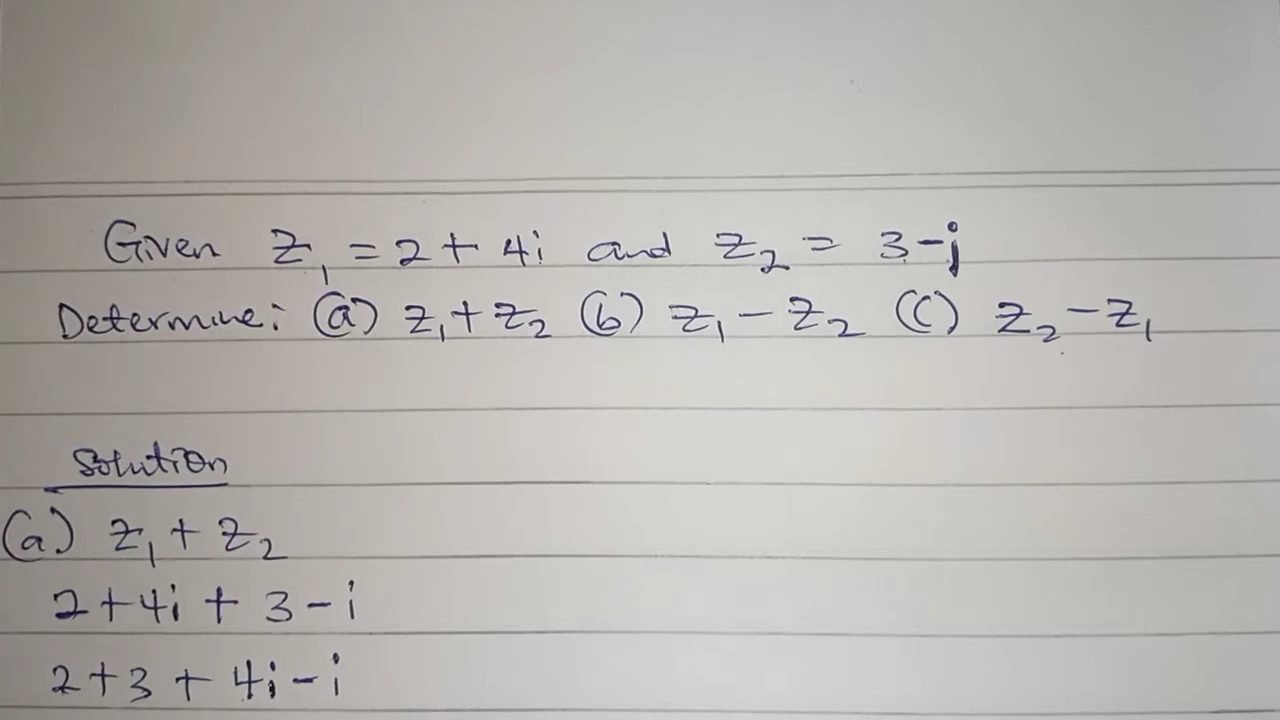 Given z₁ = 2 + 4i and z₂ = 3 - j
Determine: (a) z₁ + z₂ (b) z₁ - z₂ (c) z₂ - z₁
Solution
(a) z₁ + z₂
2 + 4i + 3 - i
2 + 3 + 4i - i